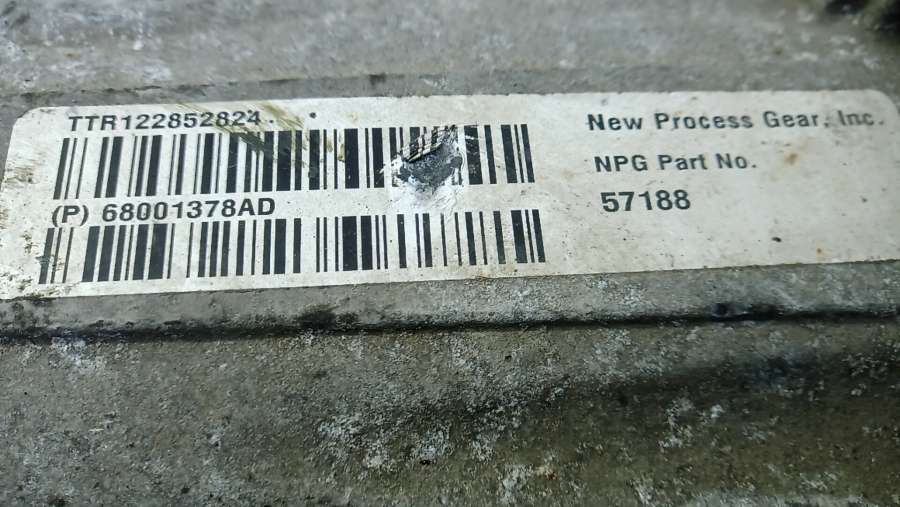 TTR122852824
(P) 68001378AD
New Process Gear, Inc.
NPG Part No.
57188